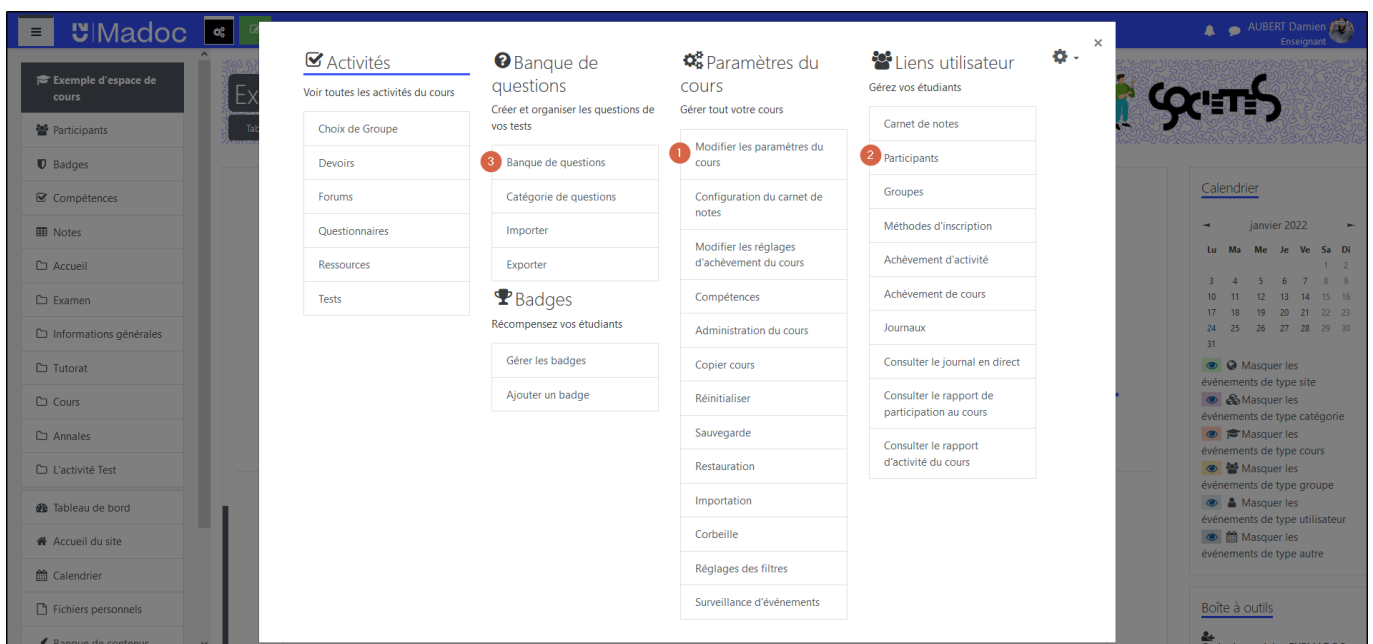 Madoc
AUBERT Damien
Enseignant
Exemple d'espace de
cours
Participants
Badges
Compétences
Notes
Accueil
Examen
Informations générales
Tutorat
Cours
Annales
L'activité Test
Tableau de bord
Accueil du site
Calendrier
Fichiers personnels
Banque de contenus
Ex
Tab
Activités
Voir toutes les activités du cours
Choix de Groupe
Devoirs
Forums
Questionnaires
Ressources
Tests
Banque de
questions
Créer et organiser les questions de
vos tests
3 Banque de questions
Catégorie de questions
Importer
Exporter
Badges
Récompensez vos étudiants
Gérer les badges
Ajouter un badge
Paramètres du
cours
Gérer tout votre cours
1 Modifier les paramètres du
cours
Configuration du carnet de
notes
Modifier les réglages
d'achèvement du cours
Compétences
Administration du cours
Copier cours
Réinitialiser
Sauvegarde
Restauration
Importation
Corbeille
Réglages des filtres
Surveillance d'événements
Liens utilisateur
Gérez vos étudiants
Carnet de notes
2 Participants
Groupes
Méthodes d'inscription
Achèvement d'activité
Achèvement de cours
Journaux
Consulter le journal en direct
Consulter le rapport de
participation au cours
Consulter le rapport
d'activité du cours
×
SOCIETES
Calendrier
janvier 2022
Lu Ma Me Je Ve Sa Di
1 2
3 4 5 6 7 8 9
10 11 12 13 14 15 16
17 18 19 20 21 22 23
24 25 26 27 28 29 30
31
Masquer les
événements de type site
Masquer les
événements de type catégorie
Masquer les
événements de type cours
Masquer les
événements de type groupe
Masquer les
événements de type utilisateur
Masquer les
événements de type autre
Boîte à outils